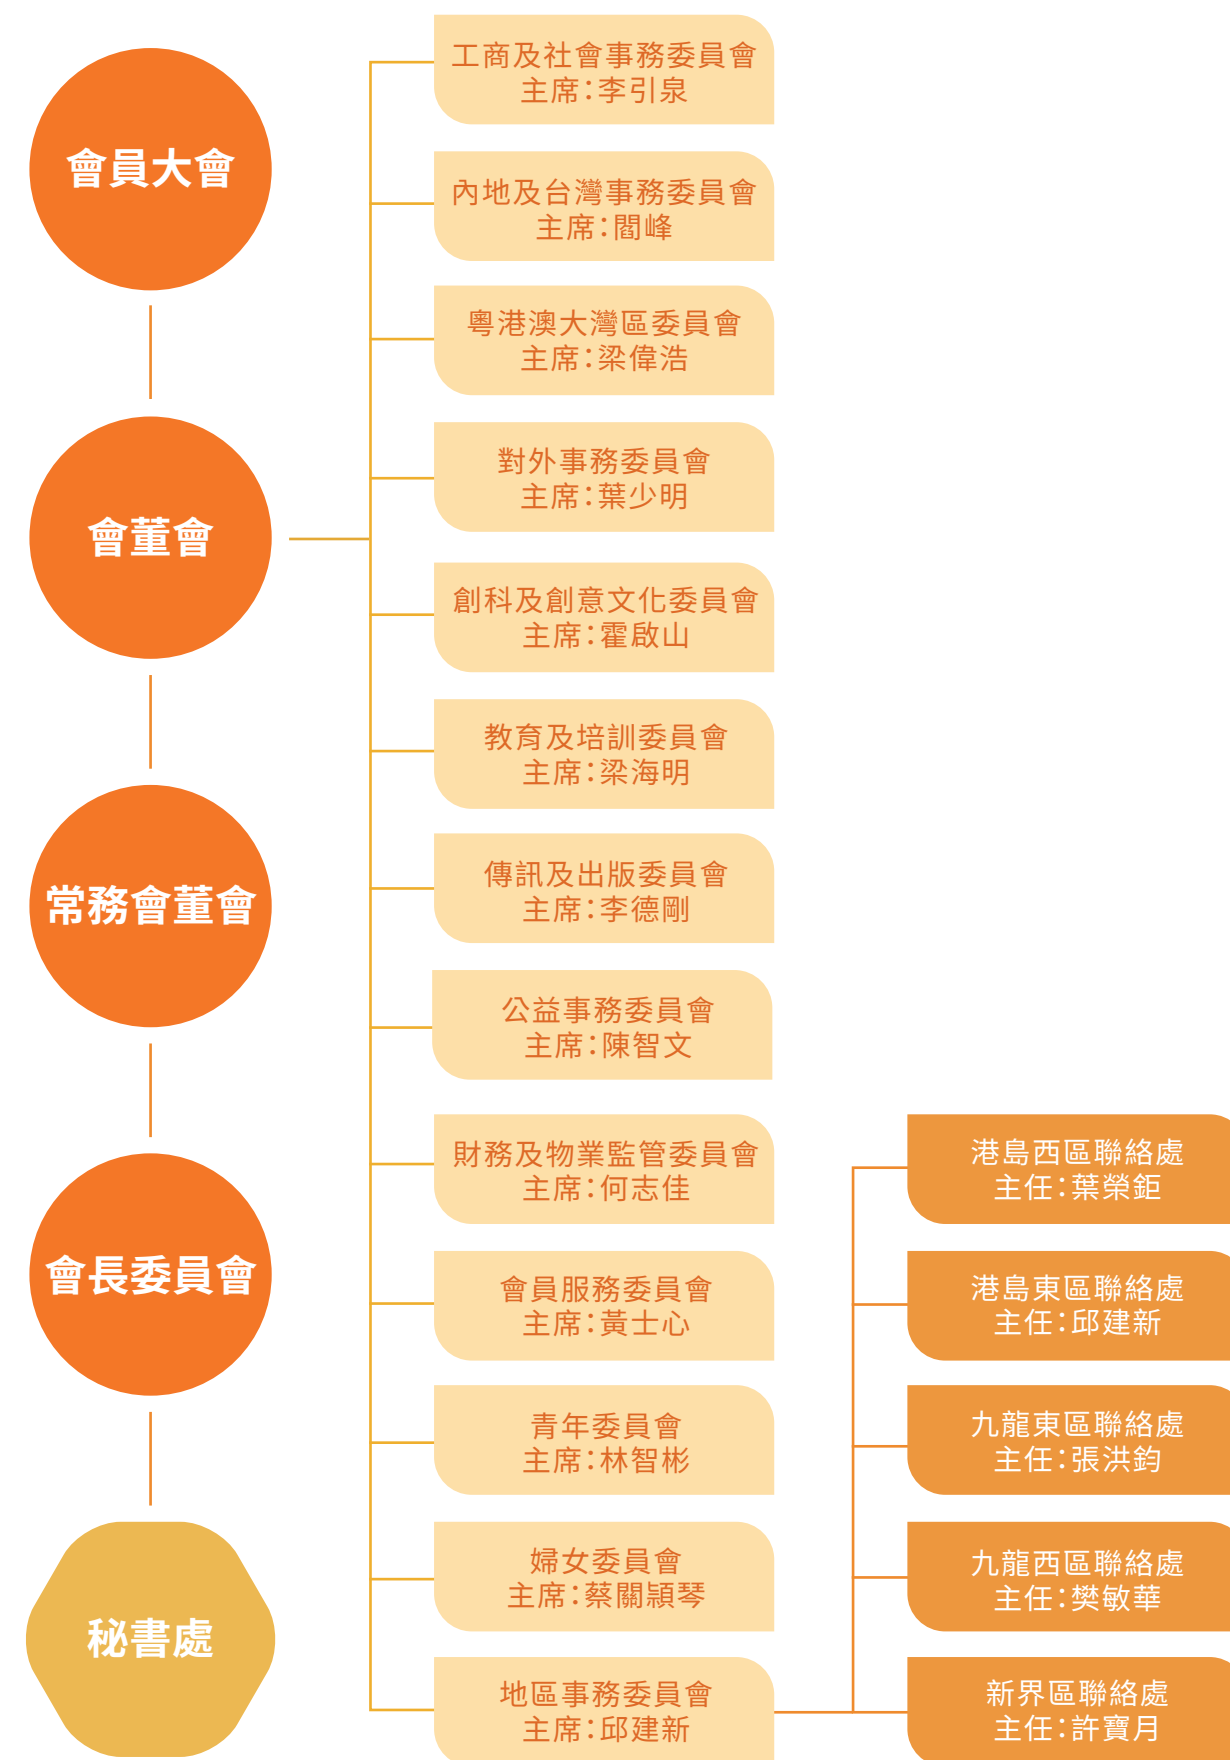 會員大會
會董會
常務會董會
會長委員會
秘書處
工商及社會事務委員會
主席：李引泉
內地及台灣事務委員會
主席：閻峰
粵港澳大灣區委員會
主席：梁偉浩
對外事務委員會
主席：葉少明
創科及創意文化委員會
主席：霍啟山
教育及培訓委員會
主席：梁海明
傳訊及出版委員會
主席：李德剛
公益事務委員會
主席：陳智文
財務及物業監管委員會
主席：何志佳
會員服務委員會
主席：黃士心
青年委員會
主席：林智彬
婦女委員會
主席：蔡關頴琴
地區事務委員會
主席：邱建新
港島西區聯絡處
主任：葉榮鉅
港島東區聯絡處
主任：邱建新
九龍東區聯絡處
主任：張洪鈞
九龍西區聯絡處
主任：樊敏華
新界區聯絡處
主任：許寶月